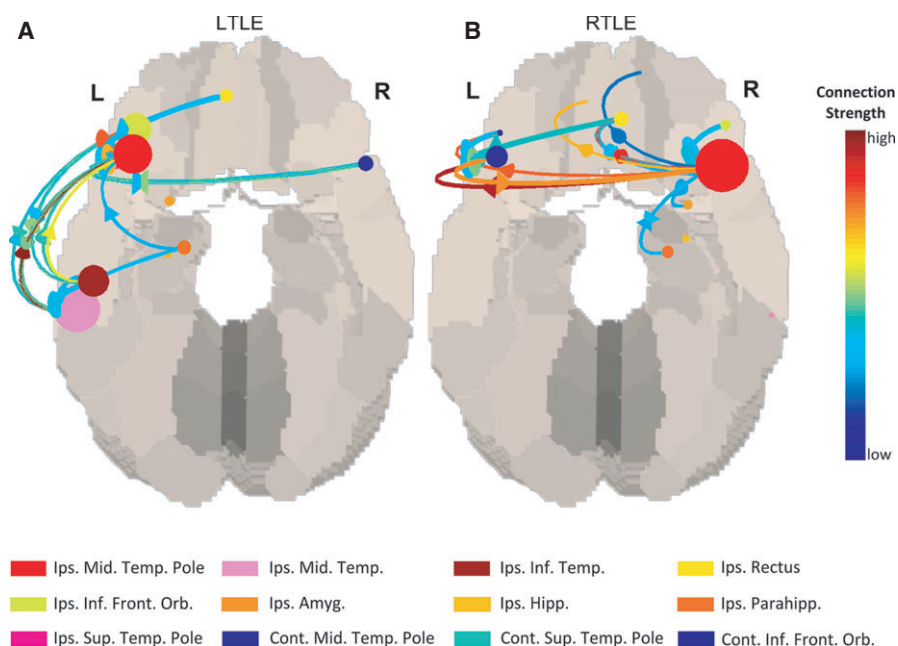 A
LTLE
B
RTLE
L
R
L
R
Connection
Strength
high
low
Ips. Mid. Temp. Pole
Ips. Mid. Temp.
Ips. Inf. Temp.
Ips. Rectus
Ips. Inf. Front. Orb.
Ips. Amyg.
Ips. Hipp.
Ips. Parahipp.
Ips. Sup. Temp. Pole
Cont. Mid. Temp. Pole
Cont. Sup. Temp. Pole
Cont. Inf. Front. Orb.